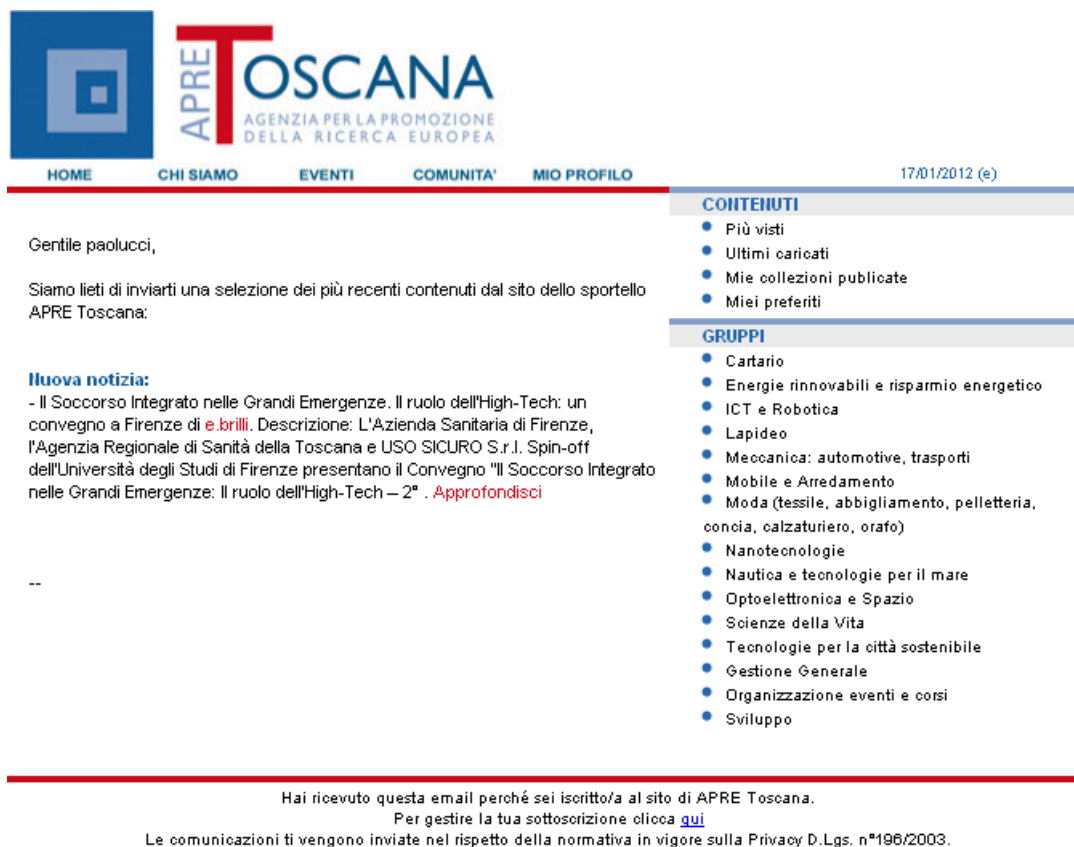 APRE TOSCANA
AGENZIA PER LA PROMOZIONE
DELLA RICERCA EUROPEA
HOME CHI SIAMO EVENTI COMUNITA' MIO PROFILO 17/01/2012 (e)
Gentile paolucci,
Siamo lieti di inviarti una selezione dei più recenti contenuti dal sito dello sportello
APRE Toscana:
Nuova notizia:
- Il Soccorso Integrato nelle Grandi Emergenze. Il ruolo dell'High-Tech: un
convegno a Firenze di e.brilli. Descrizione: L'Azienda Sanitaria di Firenze,
l'Agenzia Regionale di Sanità della Toscana e USO SICURO S.r.l. Spin-off
dell'Università degli Studi di Firenze presentano il Convegno "Il Soccorso Integrato
nelle Grandi Emergenze: Il ruolo dell'High-Tech – 2° . Approfondisci
--
CONTENUTI
Più visti
Ultimi caricati
Mie collezioni publicate
Miei preferiti
GRUPPI
Cartario
Energie rinnovabili e risparmio energetico
ICT e Robotica
Lapideo
Meccanica: automotive, trasporti
Mobile e Arredamento
Moda (tessile, abbigliamento, pelletteria,
concia, calzaturiero, orafo)
Nanotecnologie
Nautica e tecnologie per il mare
Optoelettronica e Spazio
Scienze della Vita
Tecnologie per la città sostenibile
Gestione Generale
Organizzazione eventi e corsi
Sviluppo
Hai ricevuto questa email perché sei iscritto/a al sito di APRE Toscana.
Per gestire la tua sottoscrizione clicca qui
Le comunicazioni ti vengono inviate nel rispetto della normativa in vigore sulla Privacy D.Lgs. n°196/2003.